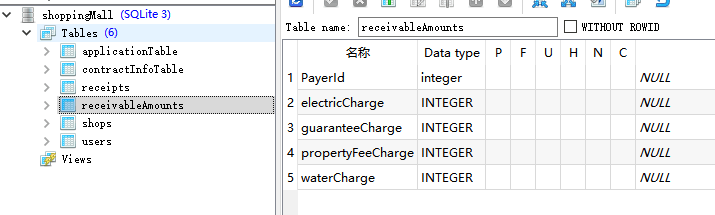 shoppingMall (SQLite 3)
Tables (6)
applicationTable
contractInfoTable
receipts
receivableAmounts
shops
users
Views
Table name: receivableAmounts WITHOUT ROWID
名称 Data type P F U H N C
1 PayerId integer NULL
2 electricCharge INTEGER NULL
3 guaranteeCharge INTEGER NULL
4 propertyFeeCharge INTEGER NULL
5 waterCharge INTEGER NULL